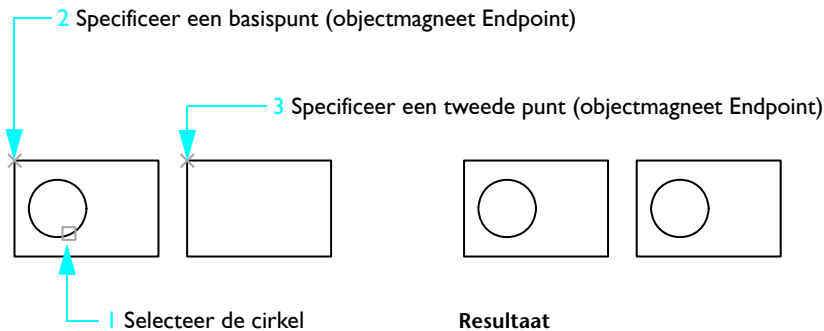 2 Specificeer een basispunt (objectmagneet Endpoint)
3 Specificeer een tweede punt (objectmagneet Endpoint)
1 Selecteer de cirkel
Resultaat